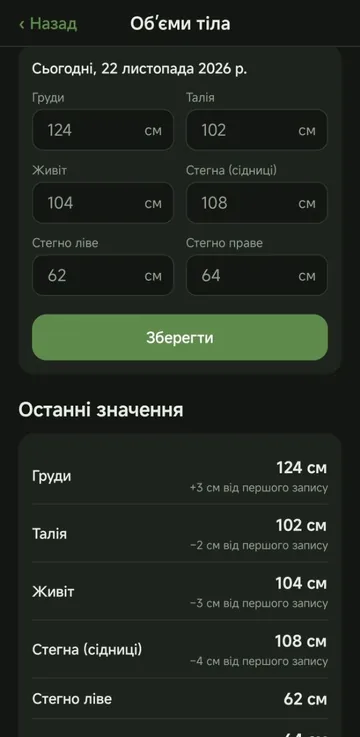 ‹ Назад
Обʼєми тіла
Сьогодні, 22 листопада 2026 р.
Груди Талія
124 см 102 см
Живіт Стегна (сідниці)
104 см 108 см
Стегно ліве Стегно праве
62 см 64 см
Зберегти
Останні значення
Груди 124 см
+3 см від першого запису
Талія 102 см
−2 см від першого запису
Живіт 104 см
−3 см від першого запису
Стегна (сідниці) 108 см
−4 см від першого запису
Стегно ліве 62 см